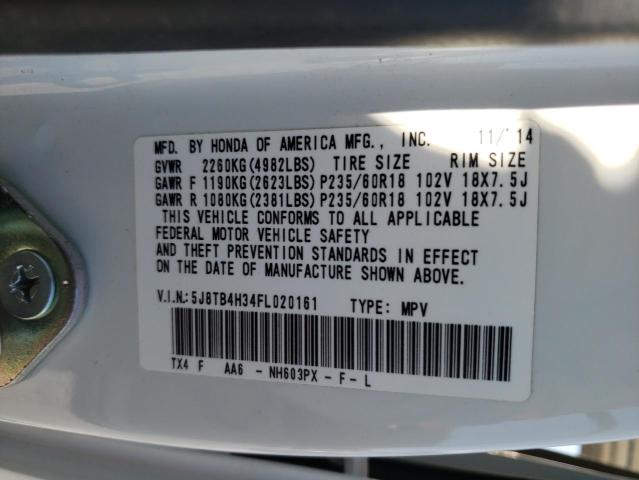 MFD. BY HONDA OF AMERICA MFG., INC. 11/'14
GVWR 2260KG(4982LBS) TIRE SIZE RIM SIZE
GAWR F 1190KG(2623LBS)P235/60R18 102V 18X7.5J
GAWR R 1080KG(2381LBS)P235/60R18 102V 18X7.5J
THIS VEHICLE CONFORMS TO ALL APPLICABLE
FEDERAL MOTOR VEHICLE SAFETY
AND THEFT PREVENTION STANDARDS IN EFFECT
ON THE DATE OF MANUFACTURE SHOWN ABOVE.
V.I.N.:5J8TB4H34FL020161 TYPE: MPV
TX4 F AA6 - NH603PX - F- L